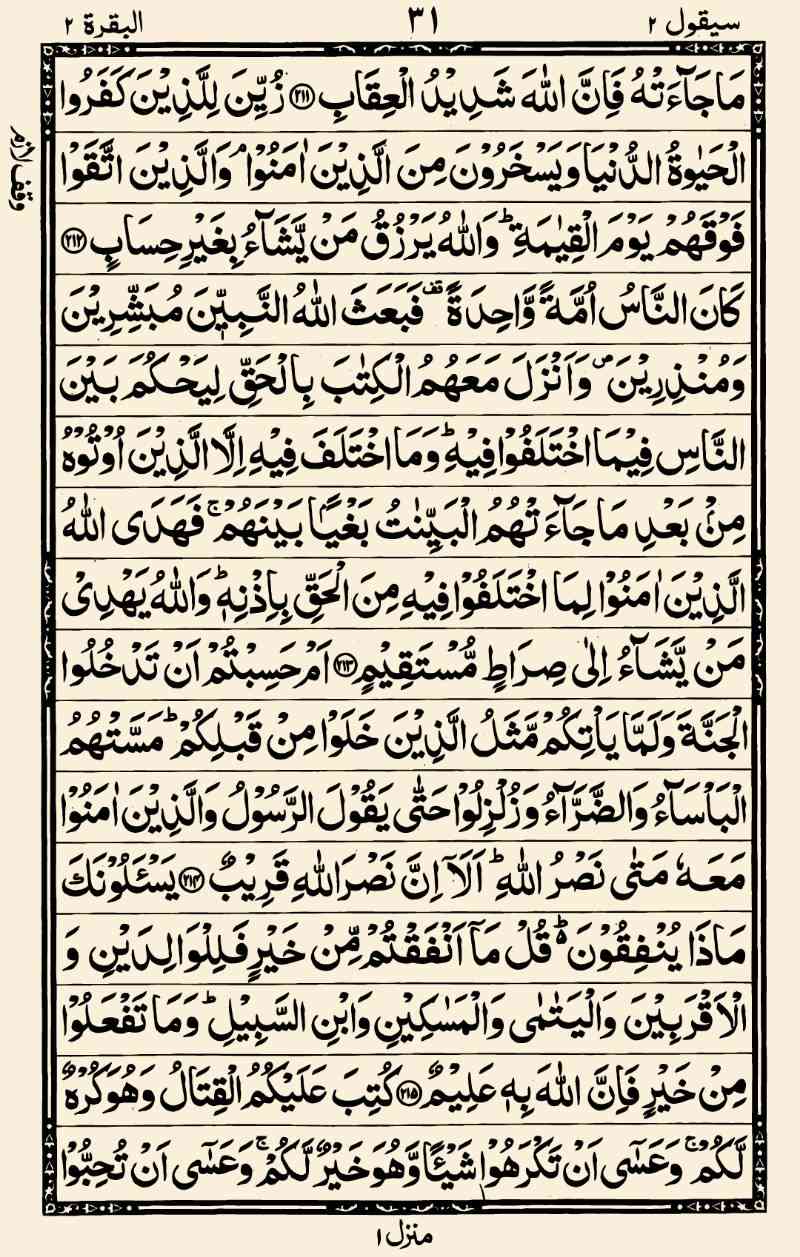 سیقول ۲
۳۱
البقرة ۲
مَا جَآءَتْهُ فَاِنَّ اللّٰهَ شَدِيْدُ الْعِقَابِ ﴿۲۱۱﴾ زُيِّنَ لِلَّذِيْنَ كَفَرُوا
الْحَيٰوةُ الدُّنْيَا وَيَسْخَرُوْنَ مِنَ الَّذِيْنَ اٰمَنُوْا ۘ وَالَّذِيْنَ اتَّقَوْا
وقف لازم
فَوْقَهُمْ يَوْمَ الْقِيٰمَةِ ؕ وَاللّٰهُ يَرْزُقُ مَنْ يَّشَآءُ بِغَيْرِ حِسَابٍ ﴿۲۱۲﴾
كَانَ النَّاسُ اُمَّةً وَّاحِدَةً قف فَبَعَثَ اللّٰهُ النَّبِيّٖنَ مُبَشِّرِيْنَ
وَمُنْذِرِيْنَ ص وَاَنْزَلَ مَعَهُمُ الْكِتٰبَ بِالْحَقِّ لِيَحْكُمَ بَيْنَ
النَّاسِ فِيْمَا اخْتَلَفُوْا فِيْهِ ؕ وَمَا اخْتَلَفَ فِيْهِ اِلَّا الَّذِيْنَ اُوْتُوْهُ
مِنْۢ بَعْدِ مَا جَآءَتْهُمُ الْبَيِّنٰتُ بَغْيًۢا بَيْنَهُمْ ۚ فَهَدَى اللّٰهُ
الَّذِيْنَ اٰمَنُوْا لِمَا اخْتَلَفُوْا فِيْهِ مِنَ الْحَقِّ بِاِذْنِهٖ ؕ وَاللّٰهُ يَهْدِيْ
مَنْ يَّشَآءُ اِلٰى صِرَاطٍ مُّسْتَقِيْمٍ ﴿۲۱۳﴾ اَمْ حَسِبْتُمْ اَنْ تَدْخُلُوا
الْجَنَّةَ وَلَمَّا يَاْتِكُمْ مَّثَلُ الَّذِيْنَ خَلَوْا مِنْ قَبْلِكُمْ ؕ مَسَّتْهُمُ
الْبَاْسَآءُ وَالضَّرَّآءُ وَزُلْزِلُوْا حَتّٰى يَقُوْلَ الرَّسُوْلُ وَالَّذِيْنَ اٰمَنُوْا
مَعَهٗ مَتٰى نَصْرُ اللّٰهِ ؕ اَلَآ اِنَّ نَصْرَ اللّٰهِ قَرِيْبٌ ﴿۲۱۴﴾ يَسْـَٔلُوْنَكَ
مَاذَا يُنْفِقُوْنَ ؕ قُلْ مَآ اَنْفَقْتُمْ مِّنْ خَيْرٍ فَلِلْوَالِدَيْنِ وَ
الْاَقْرَبِيْنَ وَالْيَتٰمٰى وَالْمَسٰكِيْنِ وَابْنِ السَّبِيْلِ ؕ وَمَا تَفْعَلُوْا
مِنْ خَيْرٍ فَاِنَّ اللّٰهَ بِهٖ عَلِيْمٌ ﴿۲۱۵﴾ كُتِبَ عَلَيْكُمُ الْقِتَالُ وَهُوَ كُرْهٌ
لَّكُمْ ۚ وَعَسٰٓى اَنْ تَكْرَهُوْا شَيْـًٔا وَّهُوَ خَيْرٌ لَّكُمْ ۚ وَعَسٰٓى اَنْ تُحِبُّوْا
منزل ۱